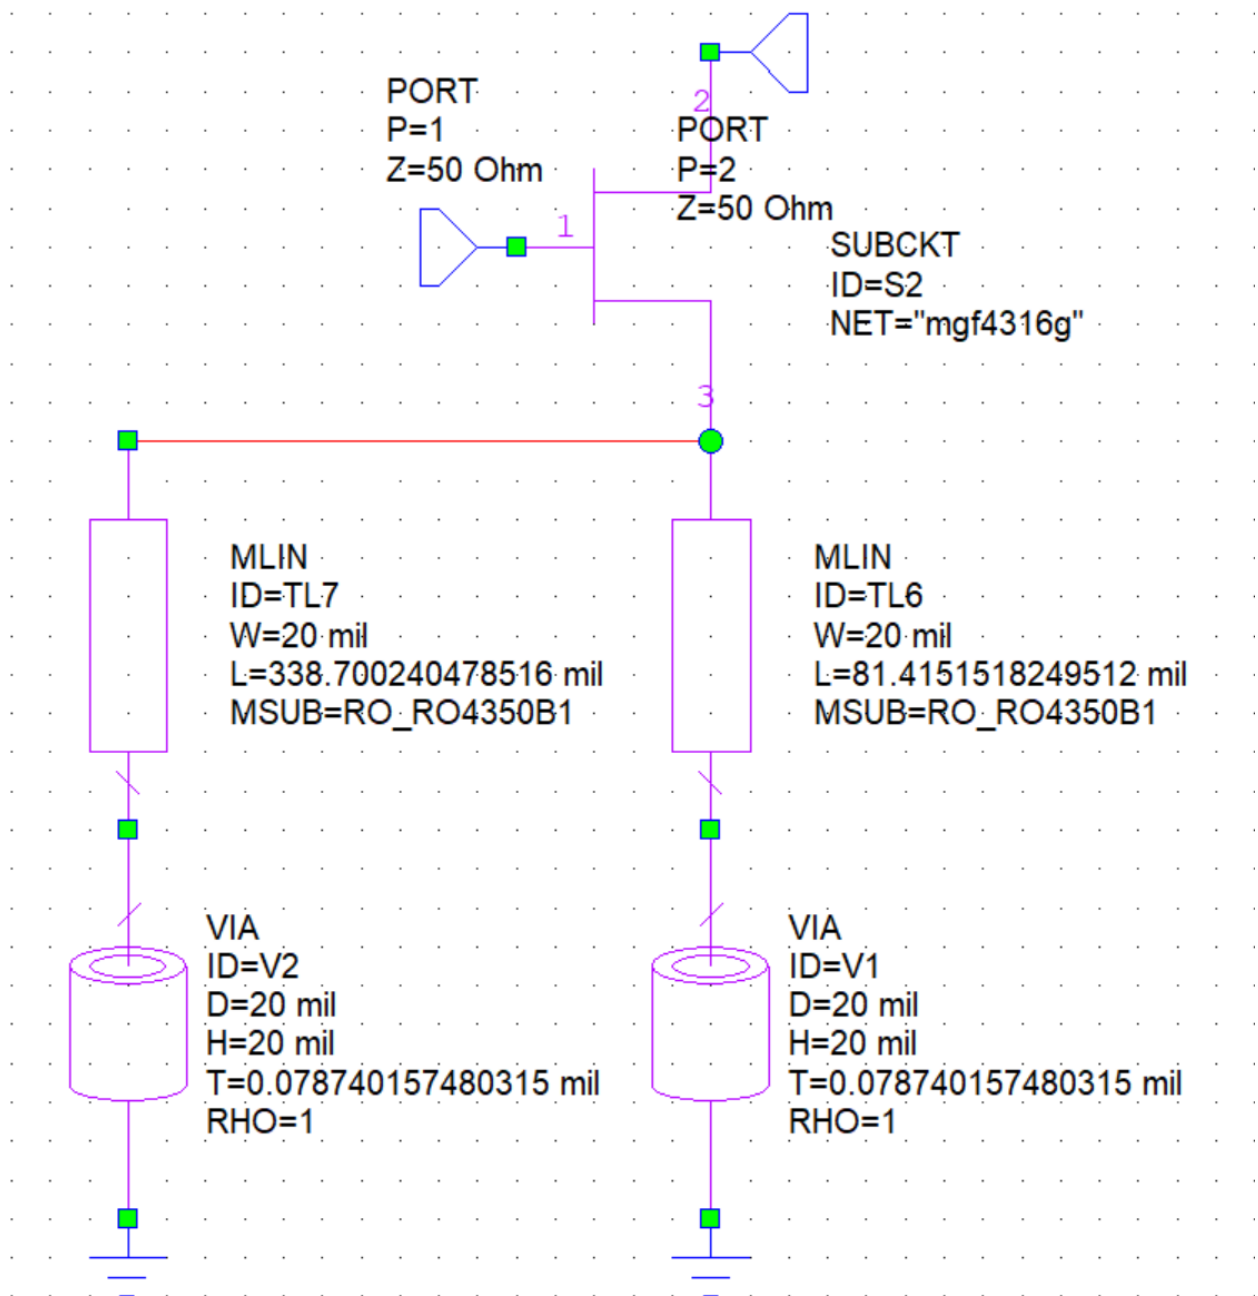 PORT
P=1
Z=50 Ohm
1
2
PORT
P=2
Z=50 Ohm
SUBCKT
ID=S2
NET="mgf4316g"
3
MLIN
ID=TL7
W=20 mil
L=338.700240478516 mil
MSUB=RO_RO4350B1
MLIN
ID=TL6
W=20 mil
L=81.4151518249512 mil
MSUB=RO_RO4350B1
VIA
ID=V2
D=20 mil
H=20 mil
T=0.078740157480315 mil
RHO=1
VIA
ID=V1
D=20 mil
H=20 mil
T=0.078740157480315 mil
RHO=1